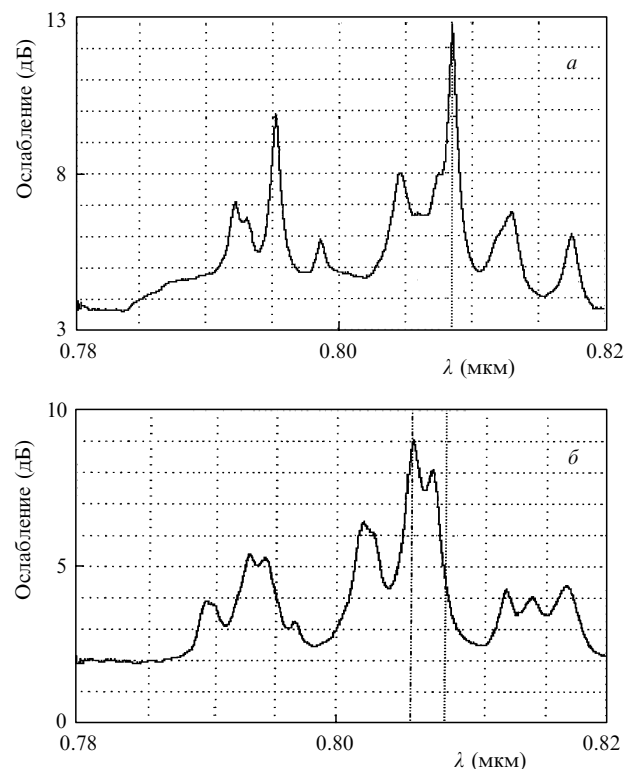 13
Ослабление (дБ)
а
8
3
0.78
0.80
0.82
λ (мкм)
10
Ослабление (дБ)
б
5
0
0.78
0.80
0.82
λ (мкм)